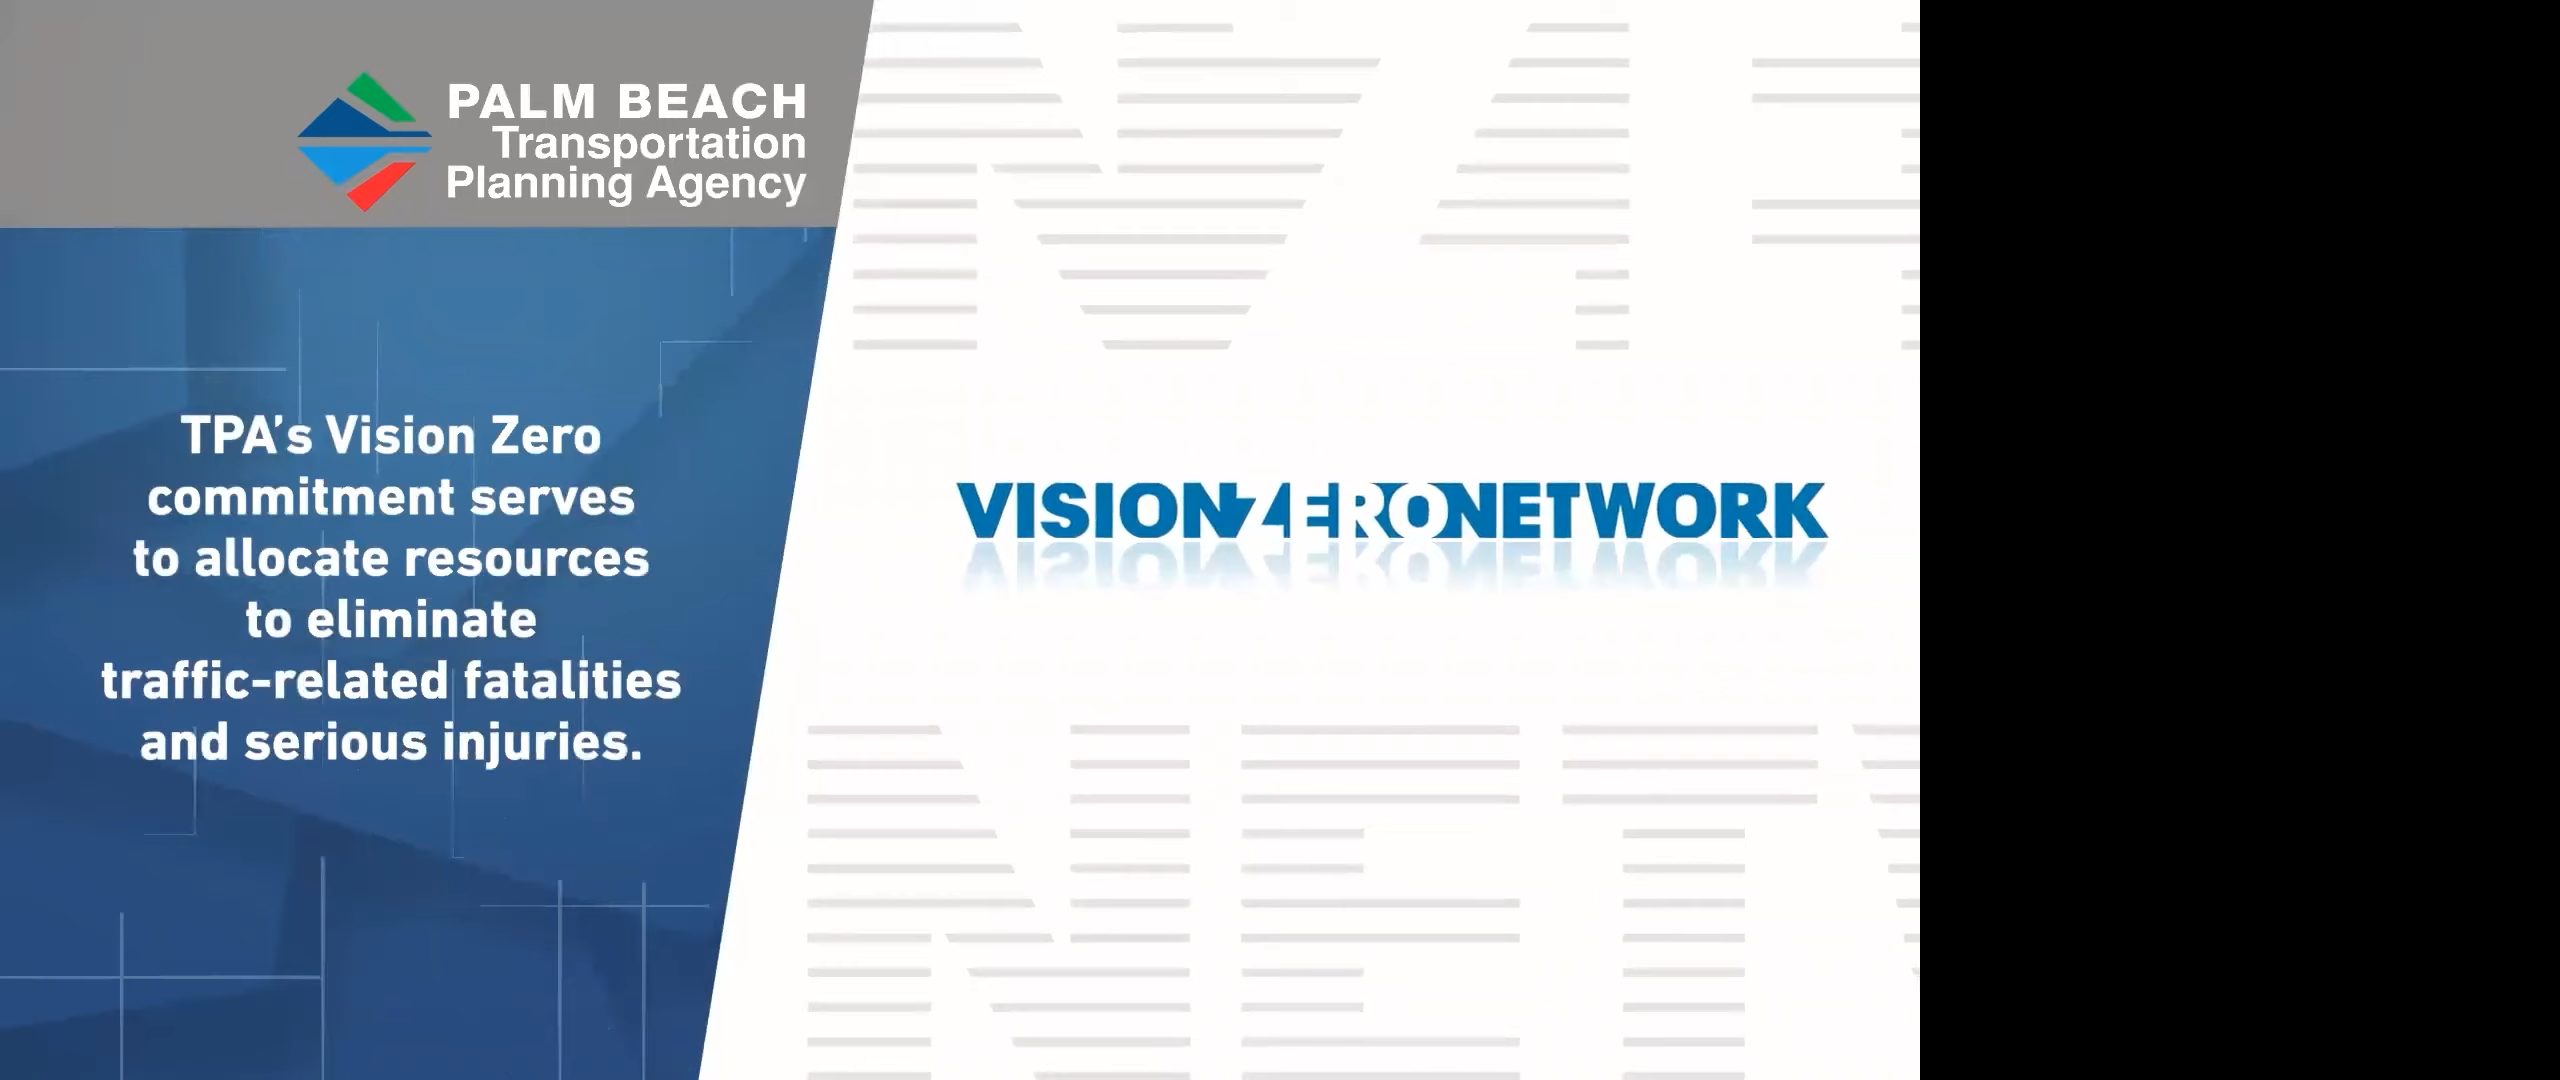 PALM BEACH
Transportation
Planning Agency
TPA's Vision Zero
commitment serves
to allocate resources
to eliminate
traffic-related fatalities
and serious injuries.
VISIONZERONETWORK